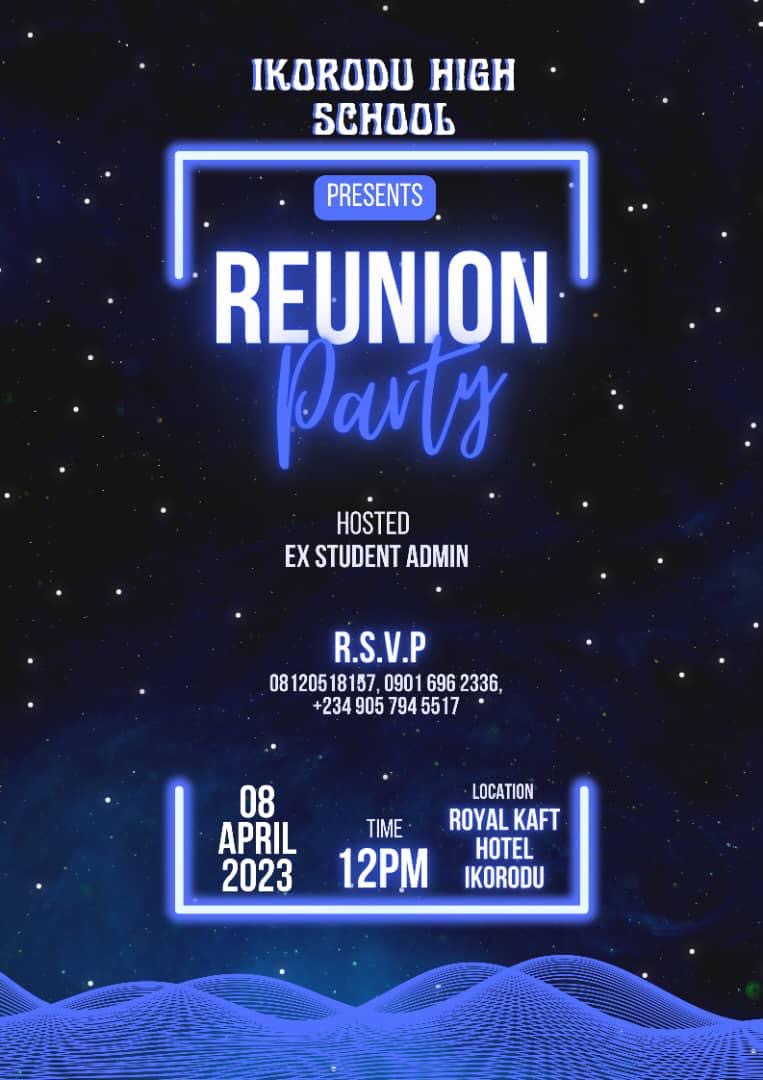 IKORODU HIGH
SCHOOL
PRESENTS
REUNION
Party
HOSTED
EX STUDENT ADMIN
R.S.V.P
08120518157, 0901 696 2336,
+234 905 794 5517
08
APRIL
2023
TIME
12PM
LOCATION
ROYAL KAFT
HOTEL
IKORODU